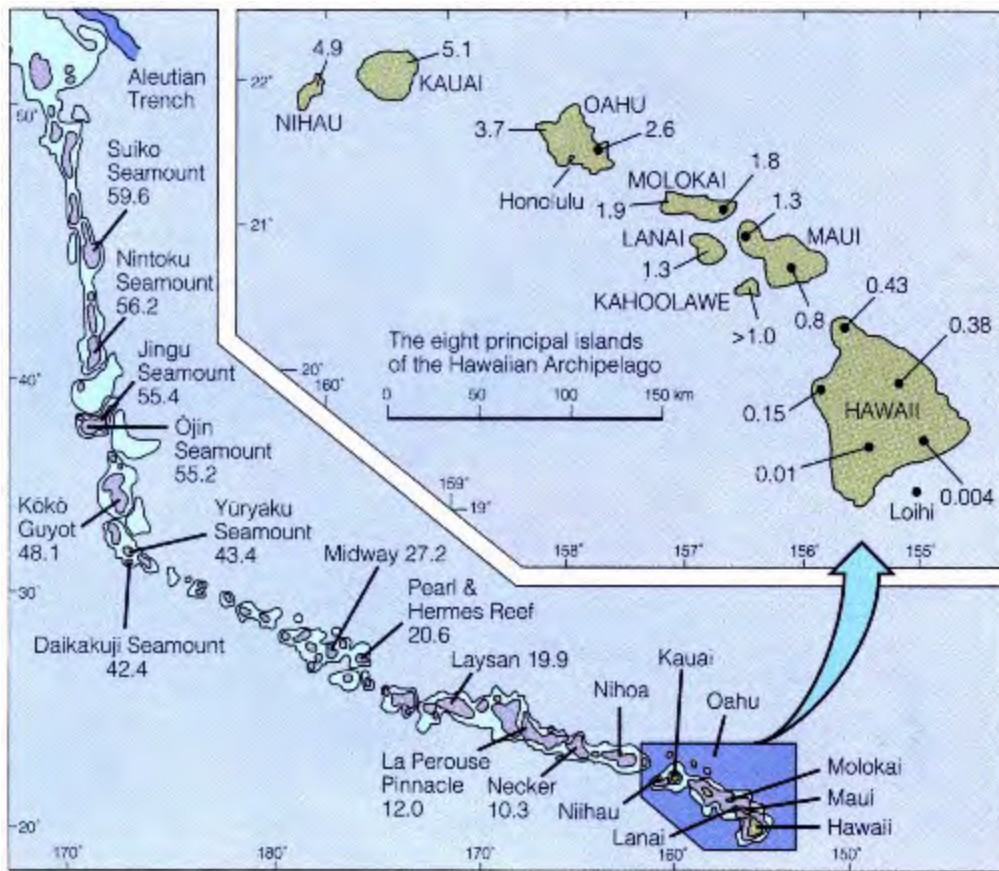 Aleutian
Trench
50°
Suiko
Seamount
59.6
Nintoku
Seamount
56.2
Jingu
Seamount
55.4
40°
Ōjin
Seamount
55.2
Kōkō
Guyot
48.1
Yūryaku
Seamount
43.4
30°
Daikakuji Seamount
42.4
Midway 27.2
Pearl &
Hermes Reef
20.6
Laysan 19.9
La Perouse
Pinnacle
12.0
Necker
10.3
Nihoa
Niihau
Kauai
Oahu
Molokai
Maui
Lanai
Hawaii
20°
170°
180°
170°
160°
150°
4.9
5.1
22°
NIHAU
KAUAI
OAHU
3.7
2.6
Honolulu
MOLOKAI
1.8
1.9
1.3
21°
LANAI
MAUI
1.3
KAHOOLAWE
>1.0
0.8
0.43
0.38
The eight principal islands
of the Hawaiian Archipelago
0 50 100 150 km
20°
160°
0.15
HAWAII
0.01
0.004
Loihi
159°
19°
158°
157°
156°
155°